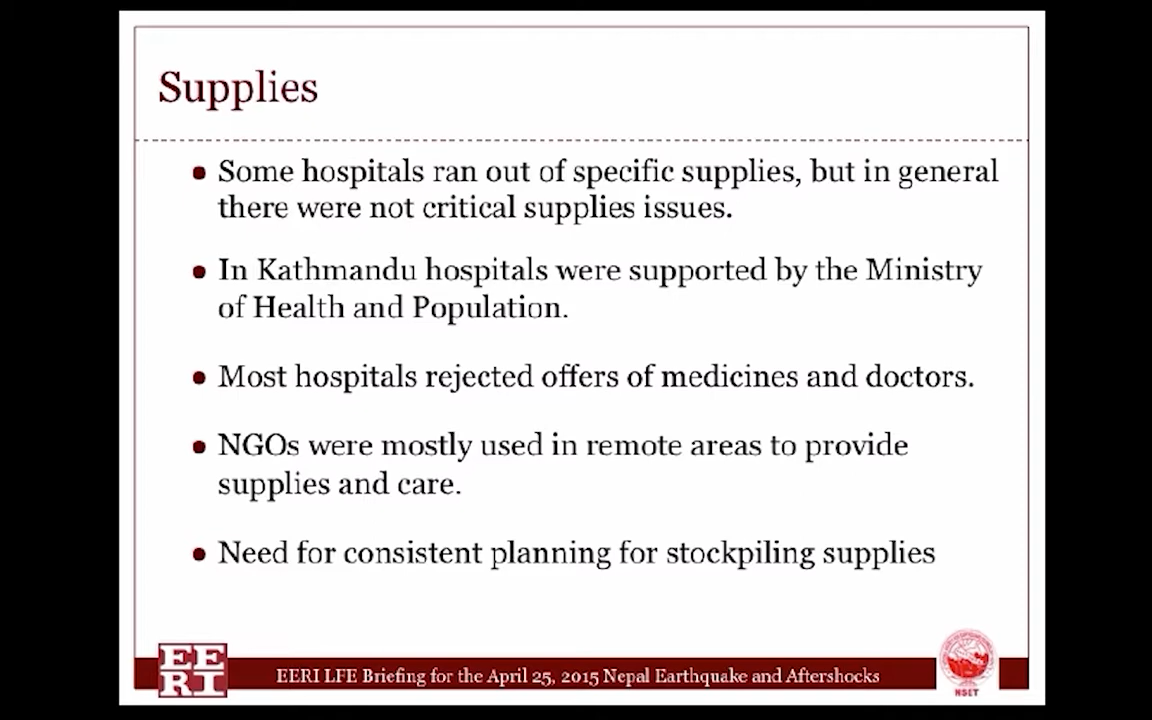 Supplies
• Some hospitals ran out of specific supplies, but in general
there were not critical supplies issues.
• In Kathmandu hospitals were supported by the Ministry
of Health and Population.
• Most hospitals rejected offers of medicines and doctors.
• NGOs were mostly used in remote areas to provide
supplies and care.
• Need for consistent planning for stockpiling supplies
EE
RI
EERI LFE Briefing for the April 25, 2015 Nepal Earthquake and Aftershocks
NSET